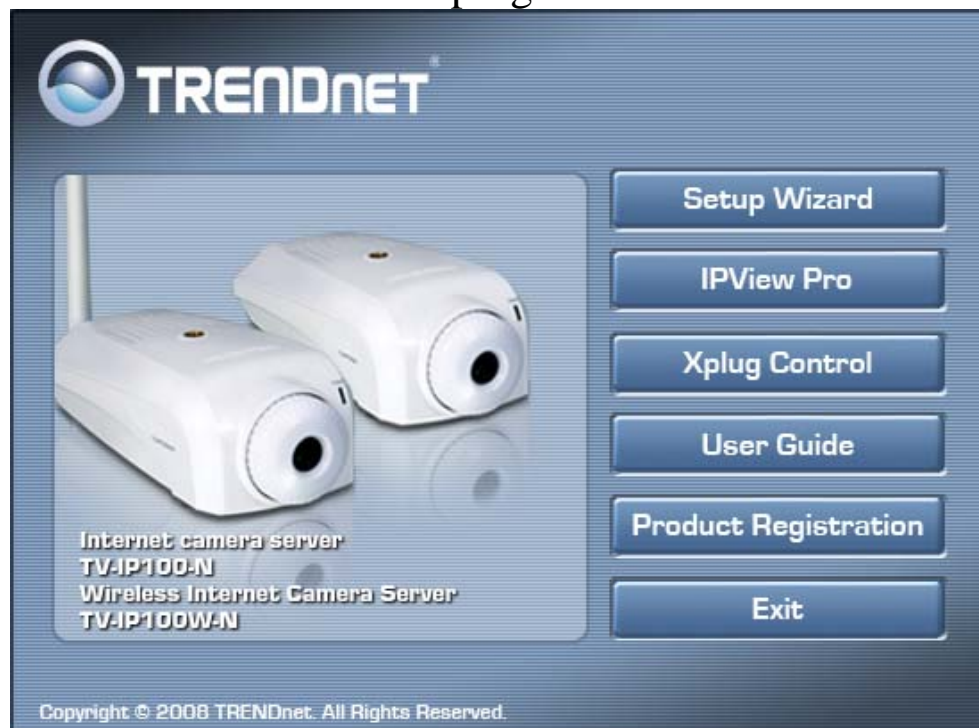 TRENDnet®
Setup Wizard
IPView Pro
Xplug Control
User Guide
Product Registration
Exit
Internet camera server
TV-IP100-N
Wireless Internet Camera Server
TV-IP100W-N
Copyright © 2008 TRENDnet. All Rights Reserved.